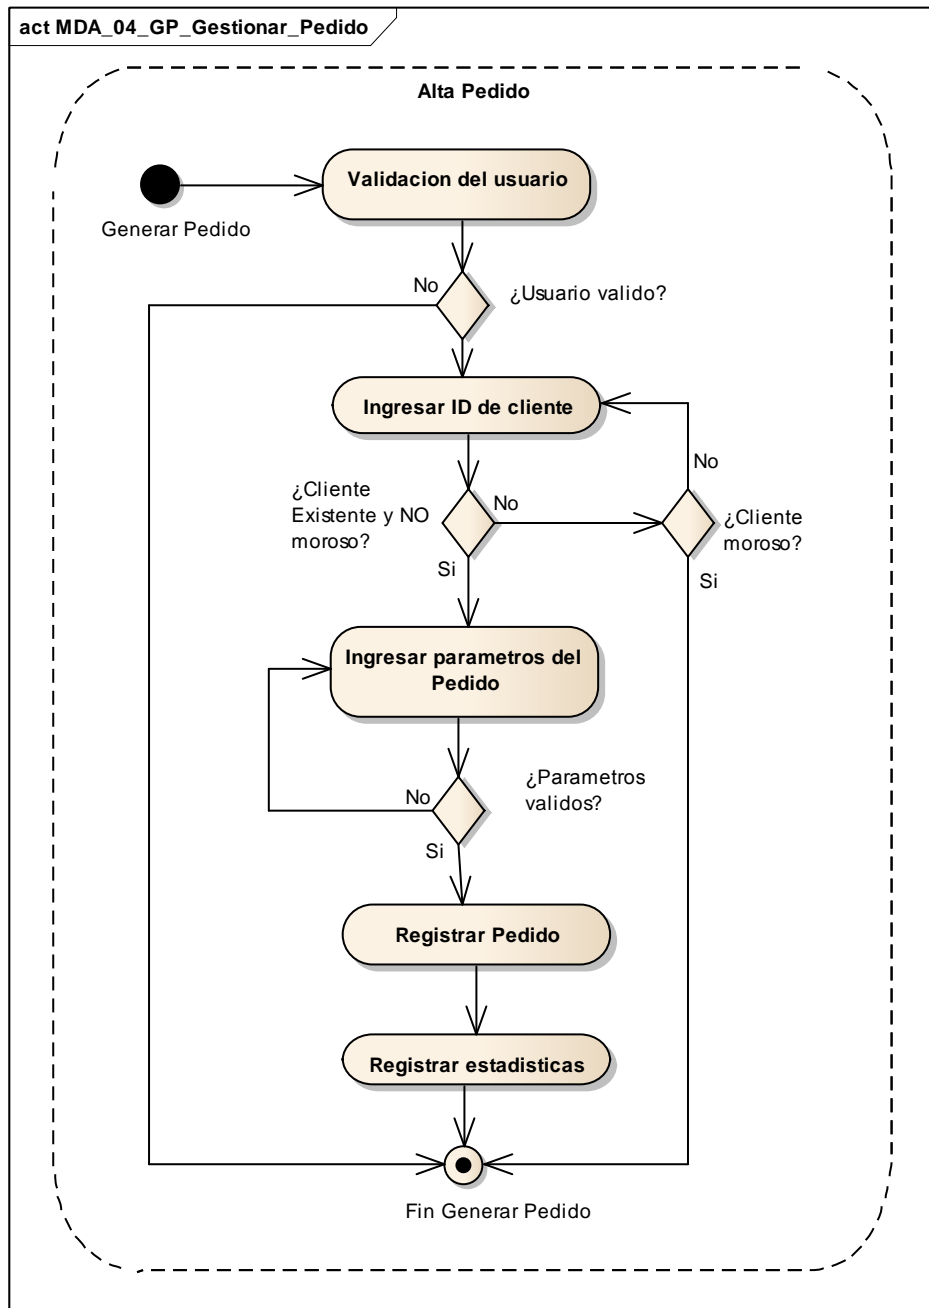 act MDA_04_GP_Gestionar_Pedido
Alta Pedido
Validacion del usuario
Generar Pedido
No
¿Usuario valido?
Ingresar ID de cliente
No
¿Cliente
Existente y NO
moroso?
No
¿Cliente
moroso?
Si
Si
Ingresar parametros del
Pedido
¿Parametros
validos?
No
Si
Registrar Pedido
Registrar estadisticas
Fin Generar Pedido